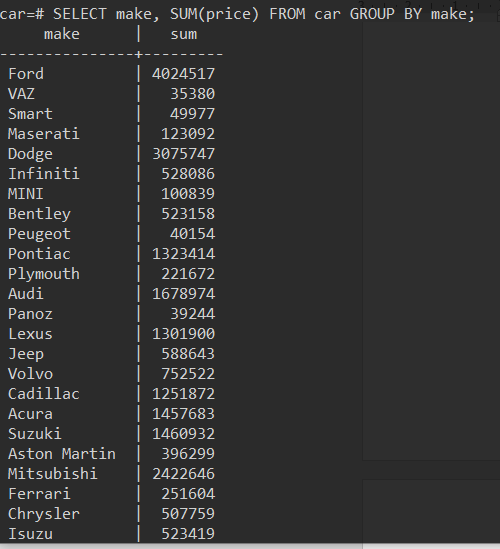 car=# SELECT make, SUM(price) FROM car GROUP BY make;
     make      |   sum
---------------+---------
 Ford          | 4024517
 VAZ           |   35380
 Smart         |   49977
 Maserati      |  123092
 Dodge         | 3075747
 Infiniti      |  528086
 MINI          |  100839
 Bentley       |  523158
 Peugeot       |   40154
 Pontiac       | 1323414
 Plymouth      |  221672
 Audi          | 1678974
 Panoz         |   39244
 Lexus         | 1301900
 Jeep          |  588643
 Volvo         |  752522
 Cadillac      | 1251872
 Acura         | 1457683
 Suzuki        | 1460932
 Aston Martin  |  396299
 Mitsubishi    | 2422646
 Ferrari       |  251604
 Chrysler      |  507759
 Isuzu         |  523419